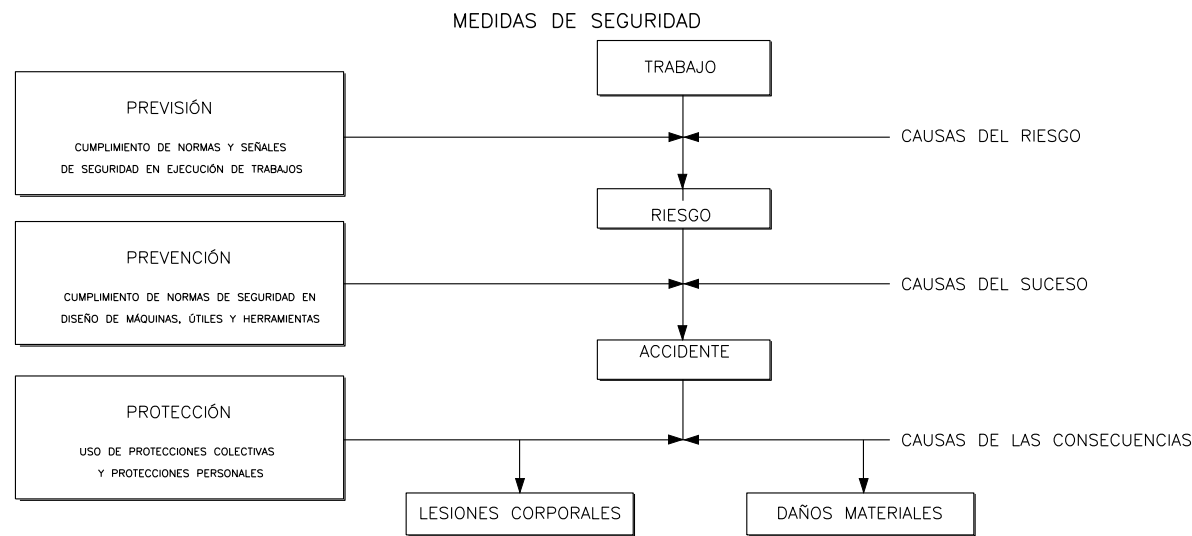 MEDIDAS DE SEGURIDAD
TRABAJO
PREVISIÓN
CUMPLIMIENTO DE NORMAS Y SEÑALES
DE SEGURIDAD EN EJECUCIÓN DE TRABAJOS
CAUSAS DEL RIESGO
RIESGO
PREVENCIÓN
CUMPLIMIENTO DE NORMAS DE SEGURIDAD EN
DISEÑO DE MÁQUINAS, ÚTILES Y HERRAMIENTAS
CAUSAS DEL SUCESO
ACCIDENTE
PROTECCIÓN
USO DE PROTECCIONES COLECTIVAS
Y PROTECCIONES PERSONALES
CAUSAS DE LAS CONSECUENCIAS
LESIONES CORPORALES
DAÑOS MATERIALES